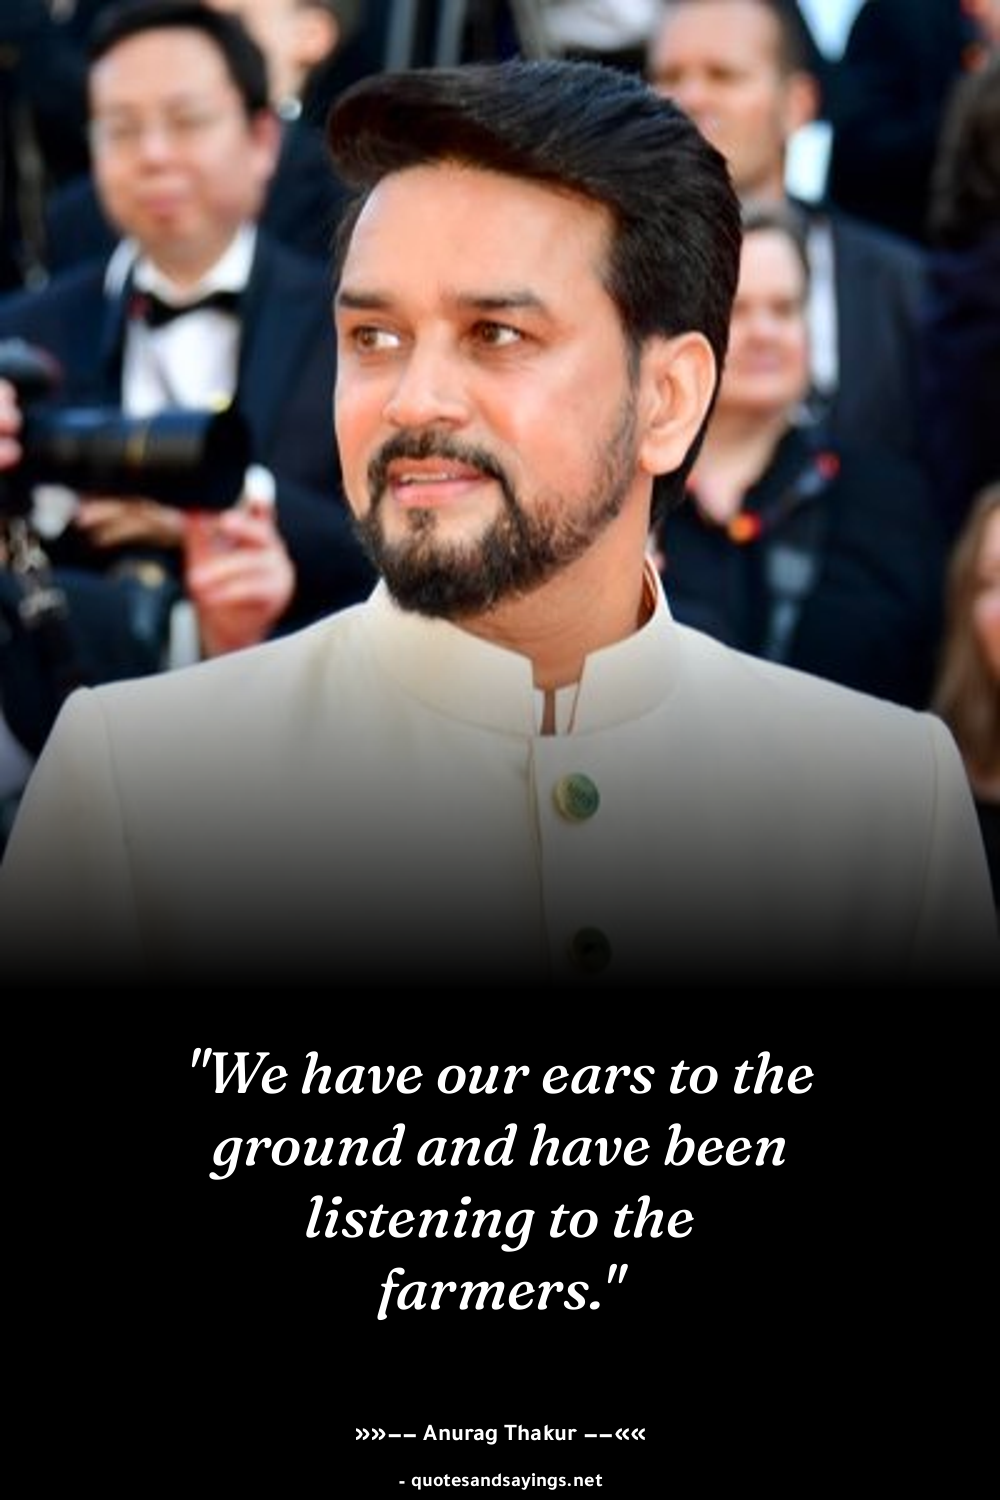 "We have our ears to the
ground and have been
listening to the
farmers."
»»–– Anurag Thakur ––««
- quotesandsayings.net